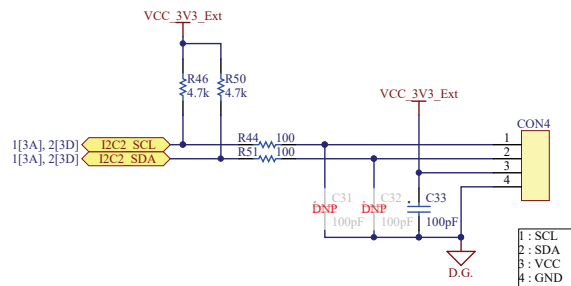 VCC_3V3_Ext
R46 R50
4.7k 4.7k
VCC_3V3_Ext
CON4
1[3A], 2[3D] I2C2_SCL R44 100 1
1[3A], 2[3D] I2C2_SDA R51 100 2
3
4
C31 C32 C33
DNP DNP
100pF 100pF 100pF
D.G.
1 : SCL
2 : SDA
3 : VCC
4 : GND